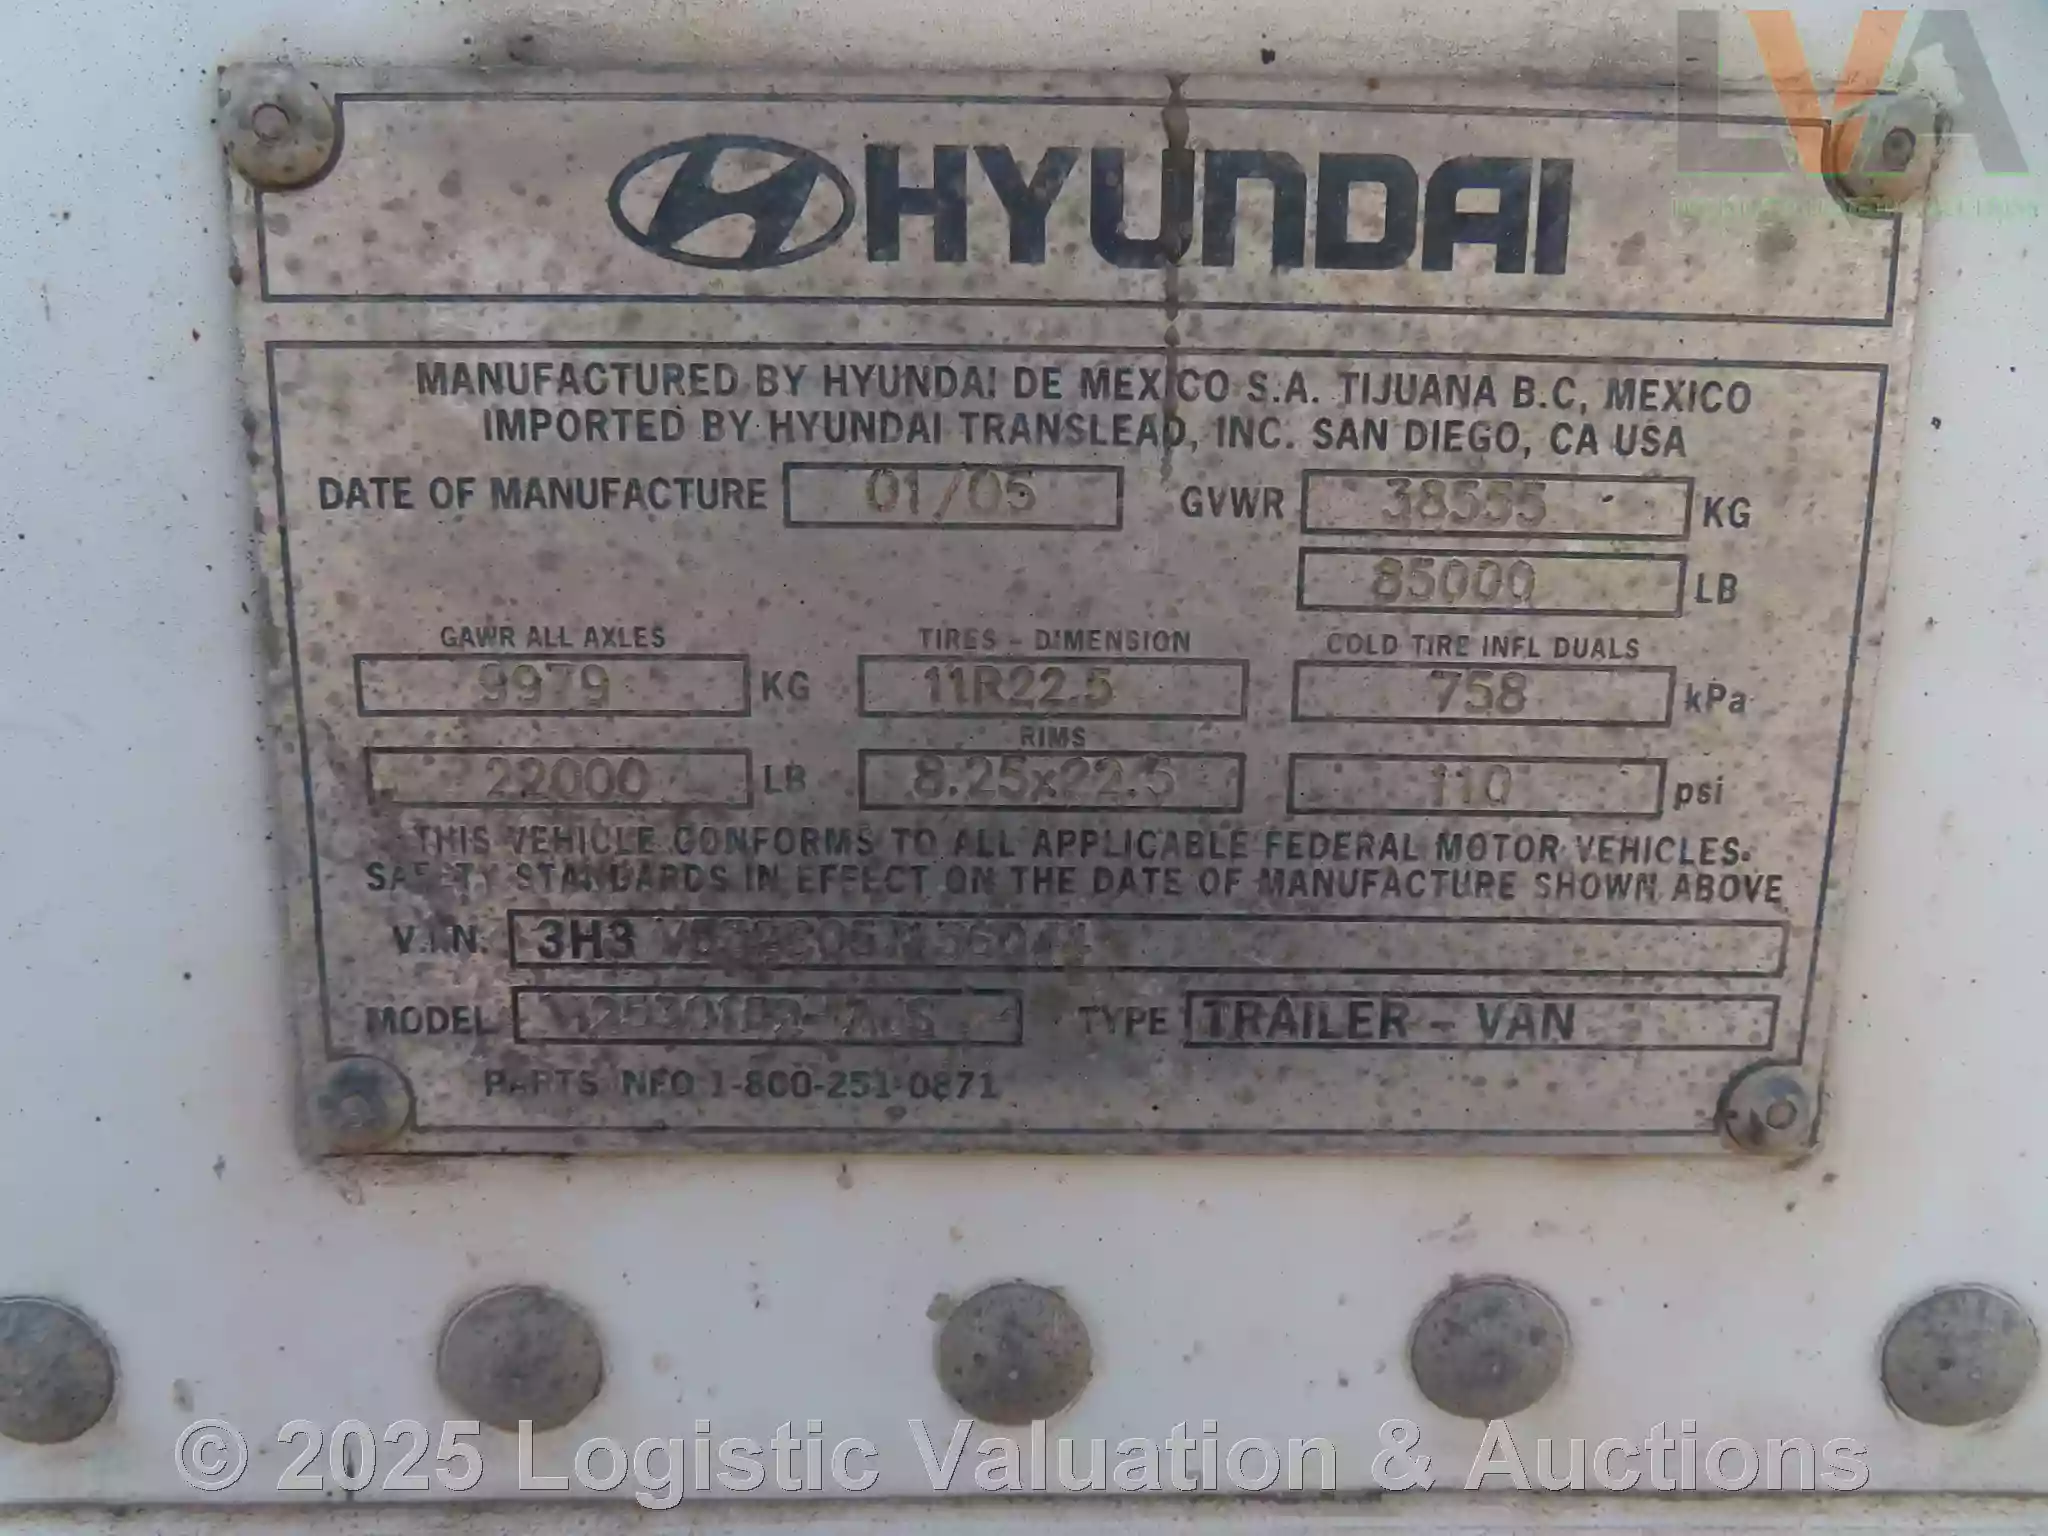 HYUNDAI
MANUFACTURED BY HYUNDAI DE MEXICO S.A. TIJUANA B.C, MEXICO
IMPORTED BY HYUNDAI TRANSLEAD, INC. SAN DIEGO, CA USA
DATE OF MANUFACTURE 01/05 GVWR 38555 KG
85000 LB
GAWR ALL AXLES TIRES - DIMENSION COLD TIRE INFL DUALS
9979 KG 11R22.5 758 kPa
RIMS
22000 LB 8.25x22.5 110 psi
THIS VEHICLE CONFORMS TO ALL APPLICABLE FEDERAL MOTOR VEHICLES
SAFETY STANDARDS IN EFFECT ON THE DATE OF MANUFACTURE SHOWN ABOVE
V.I.N. 3H3
MODEL TYPE TRAILER - VAN
PARTS INFO 1-800-251-0871
LVA
© 2025 Logistic Valuation & Auctions